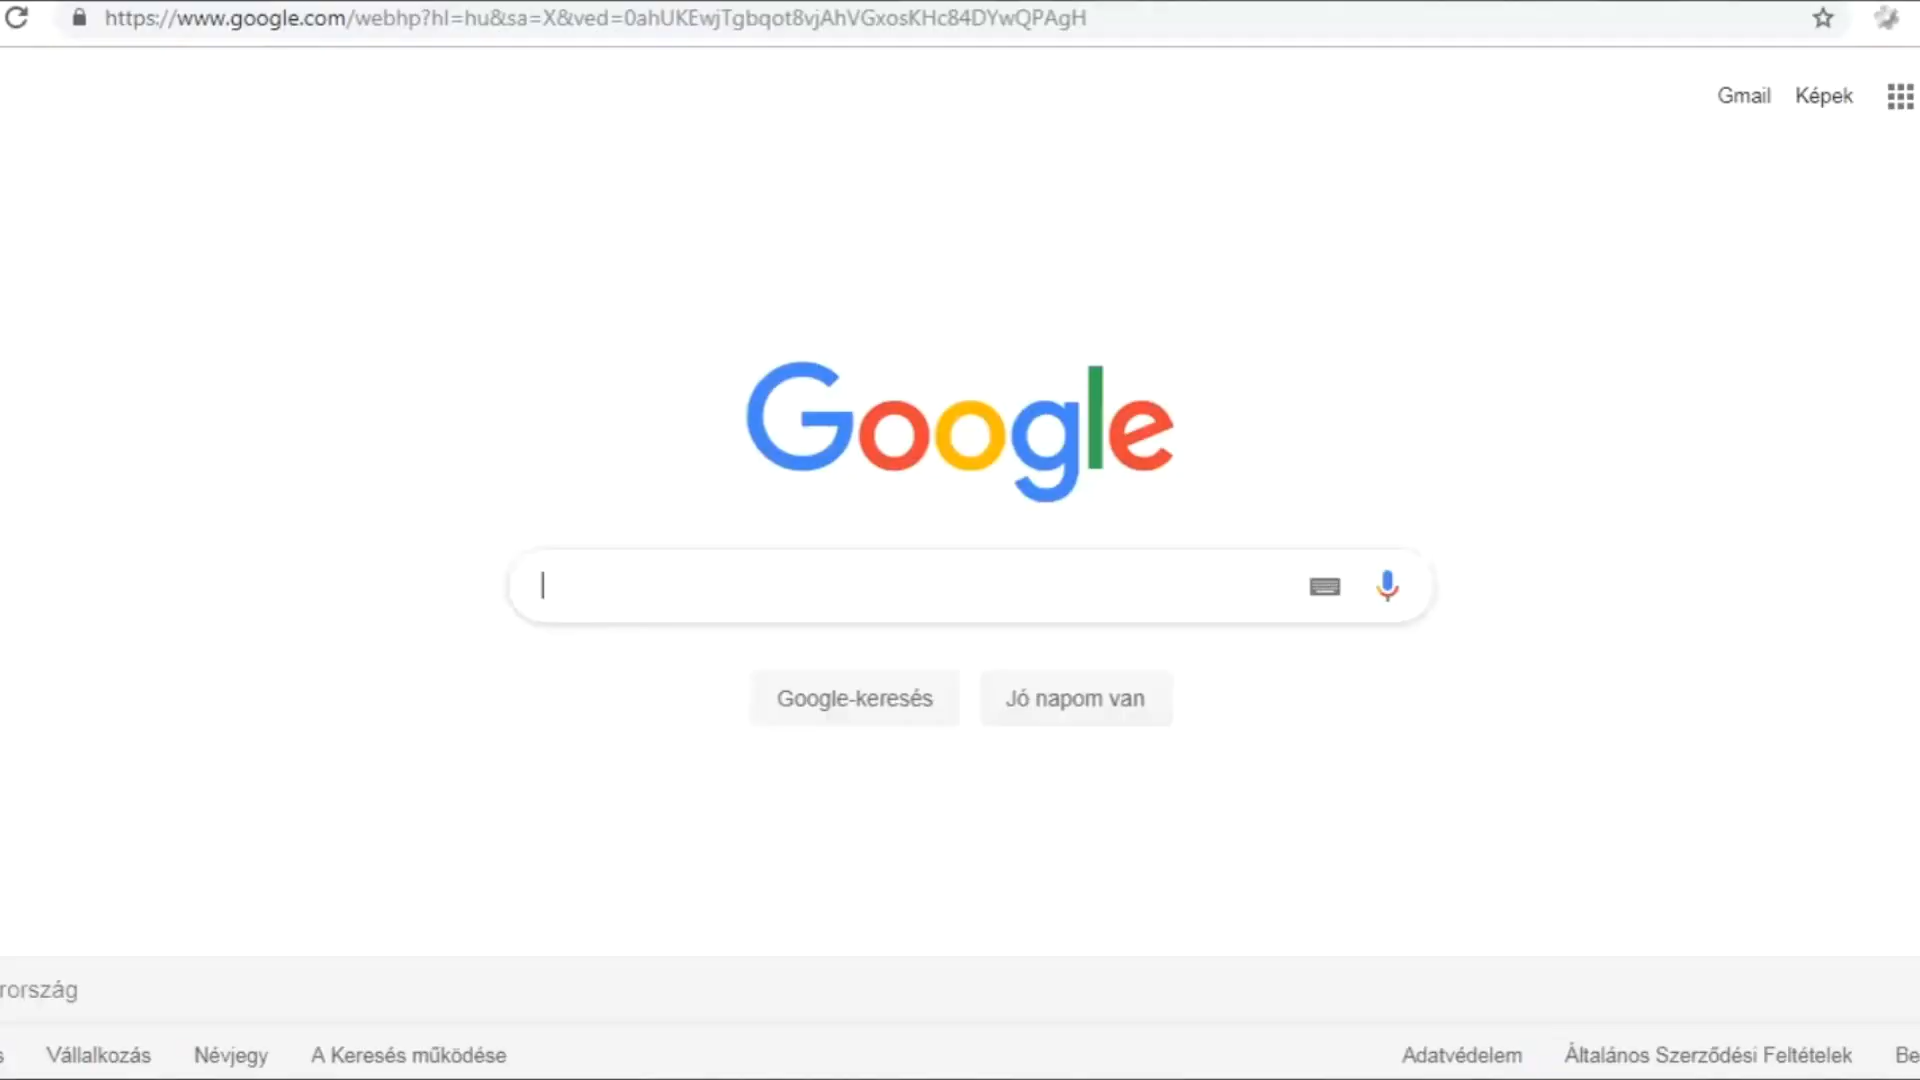 https://www.google.com/webhp?hl=hu&sa=X&ved=0ahUKEwjTgbqot8vjAhVGxosKHc84DYwQPAgH
Gmail Képek
Google
Google-keresés Jó napom van
rország
s Vállalkozás Névjegy A Keresés működése Adatvédelem Általános Szerződési Feltételek Be